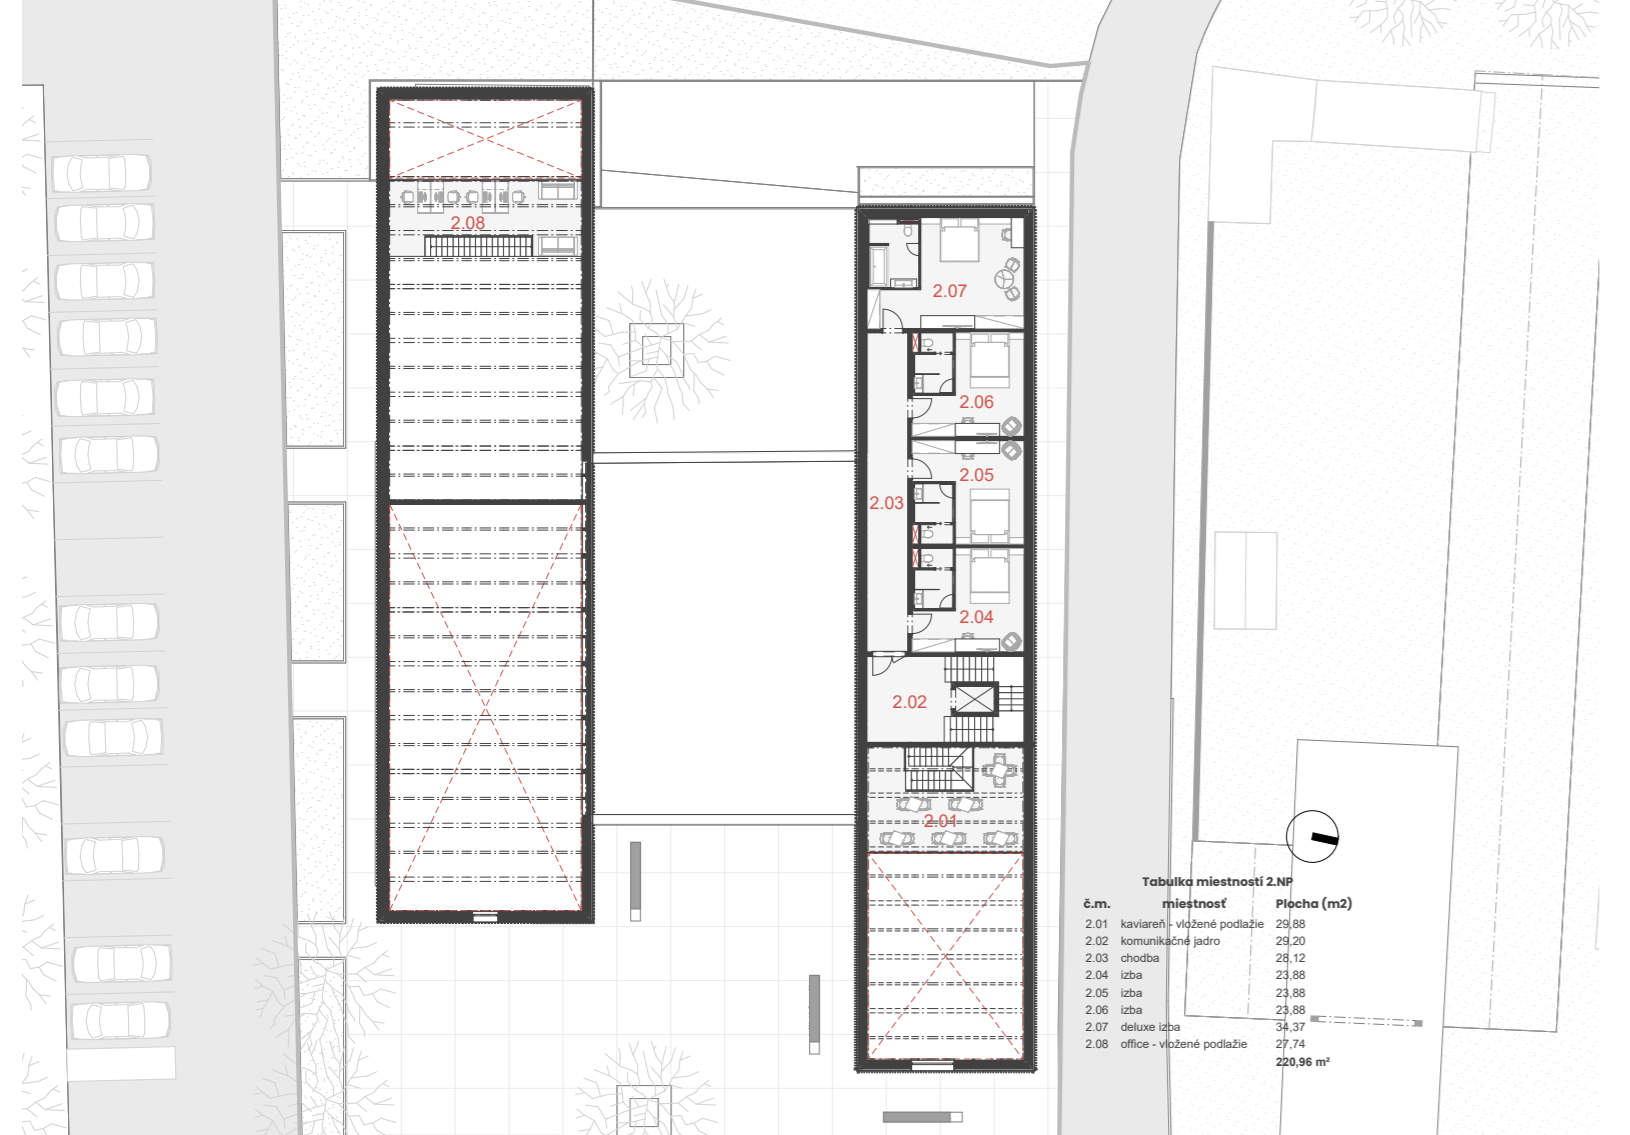 2.08
2.07
2.06
2.05
2.03
2.04
2.02
2.01
Tabulka miestností 2.NP
č.m. miestnosť Plocha (m2)
2.01 kaviareň - vložené podlažie 29,88
2.02 komunikačné jadro 29,20
2.03 chodba 28,12
2.04 izba 23,88
2.05 izba 23,88
2.06 izba 23,88
2.07 deluxe izba 34,37
2.08 office - vložené podlažie 27,74
220,96 m²